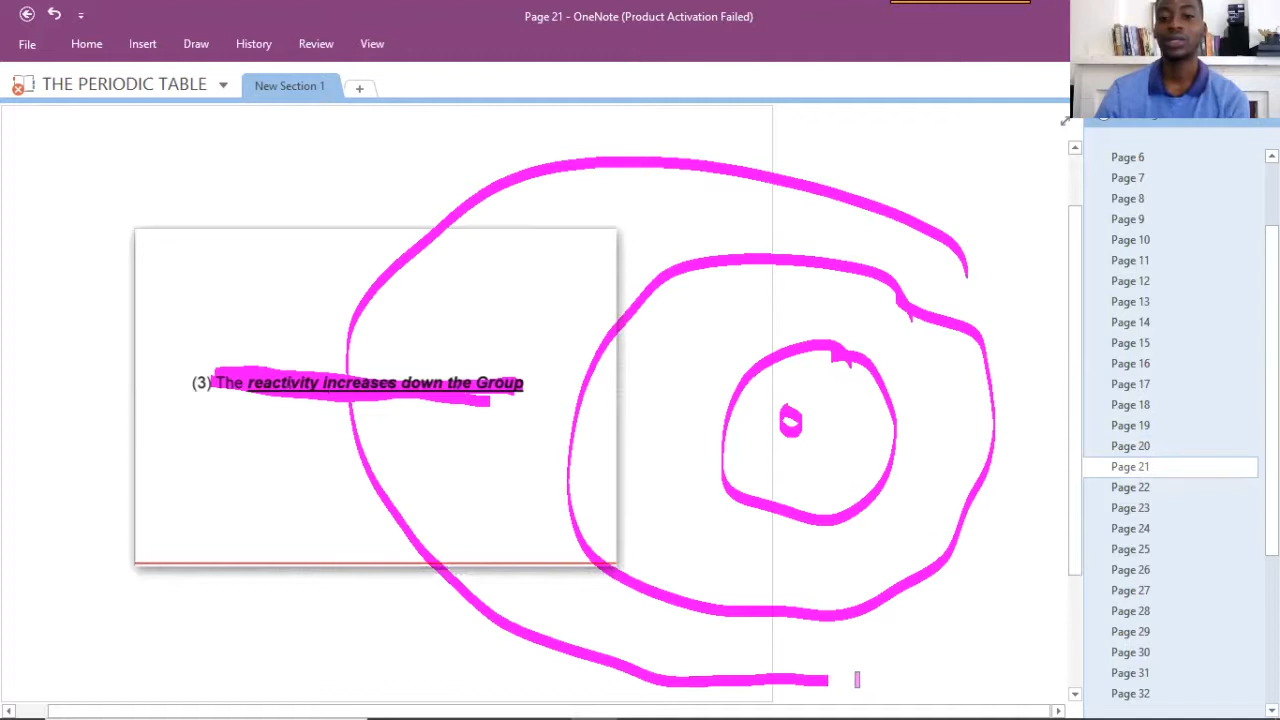 Page 21 - OneNote (Product Activation Failed)
File Home Insert Draw History Review View
THE PERIODIC TABLE New Section 1
(3) The reactivity increases down the Group
Page 6
Page 7
Page 8
Page 9
Page 10
Page 11
Page 12
Page 13
Page 14
Page 15
Page 16
Page 17
Page 18
Page 19
Page 20
Page 21
Page 22
Page 23
Page 24
Page 25
Page 26
Page 27
Page 28
Page 29
Page 30
Page 31
Page 32